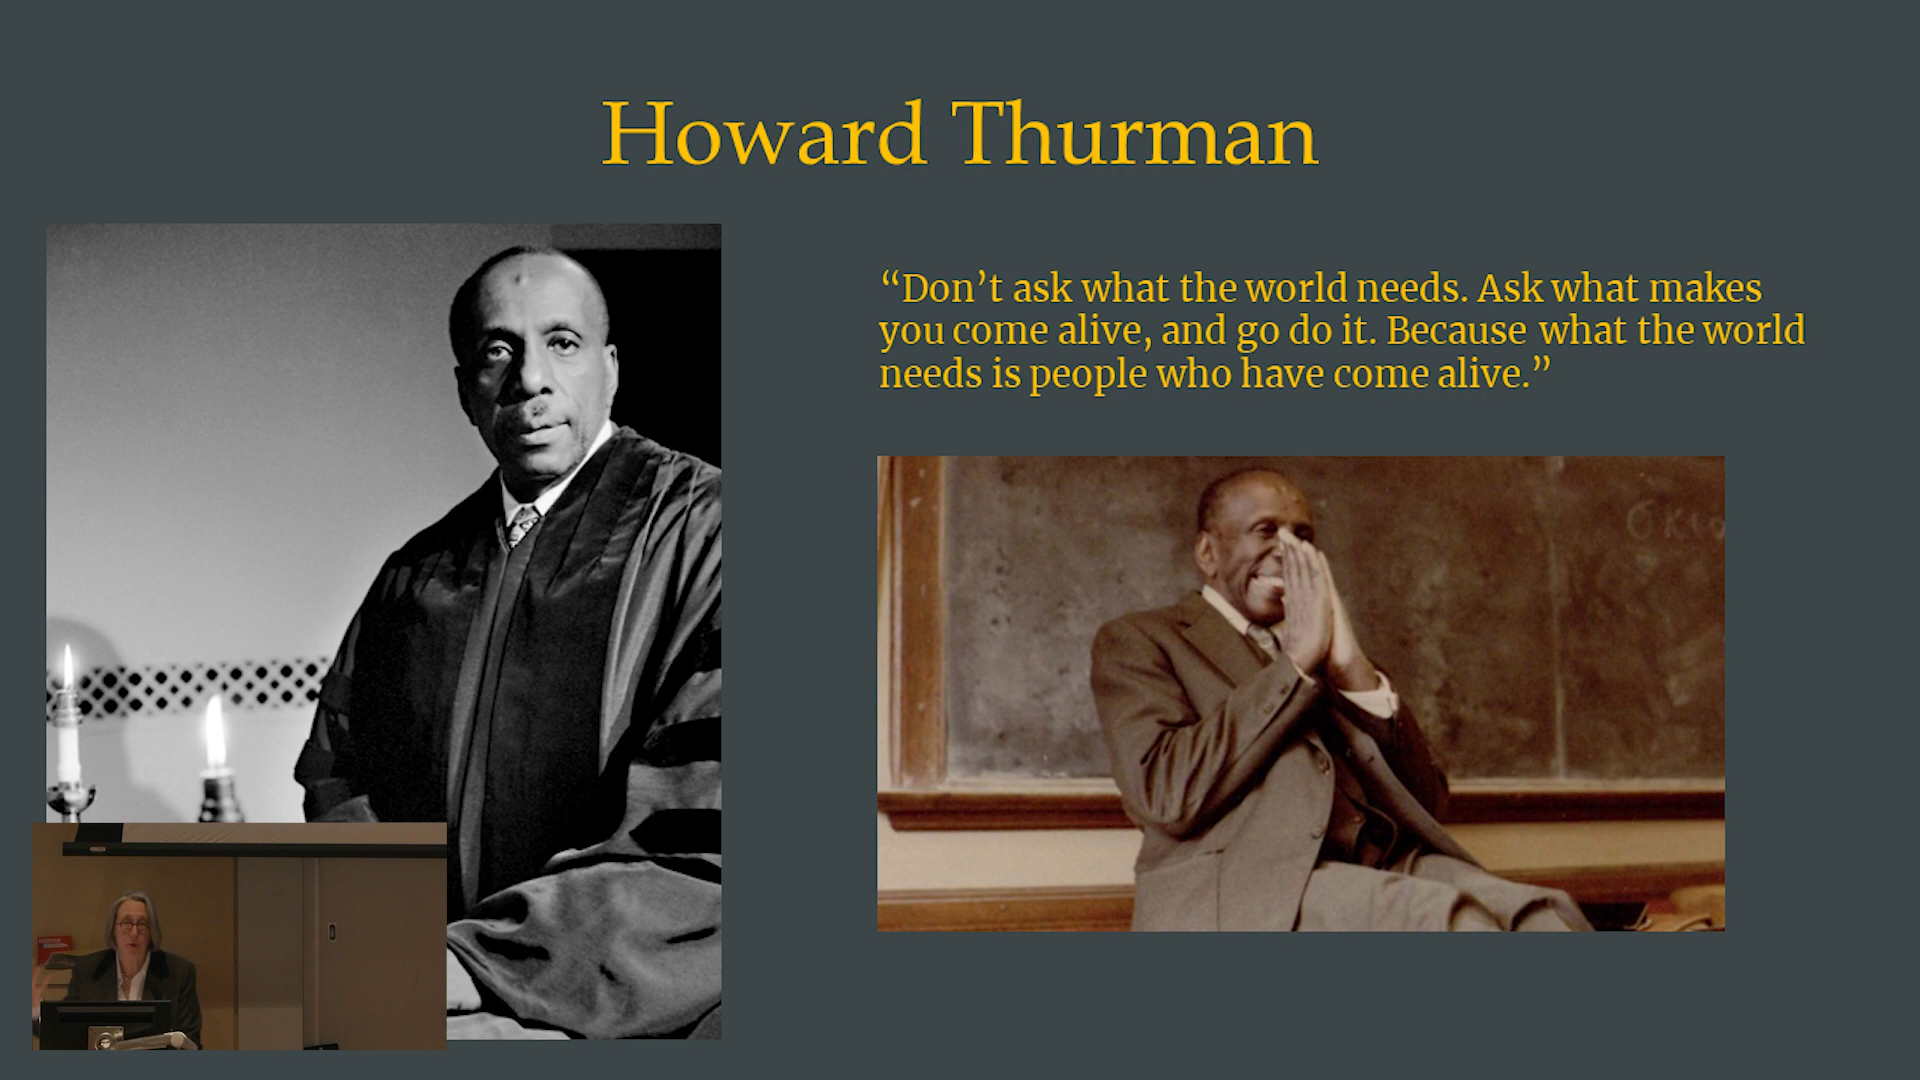 Howard Thurman
“Don’t ask what the world needs. Ask what makes
you come alive, and go do it. Because what the world
needs is people who have come alive.”